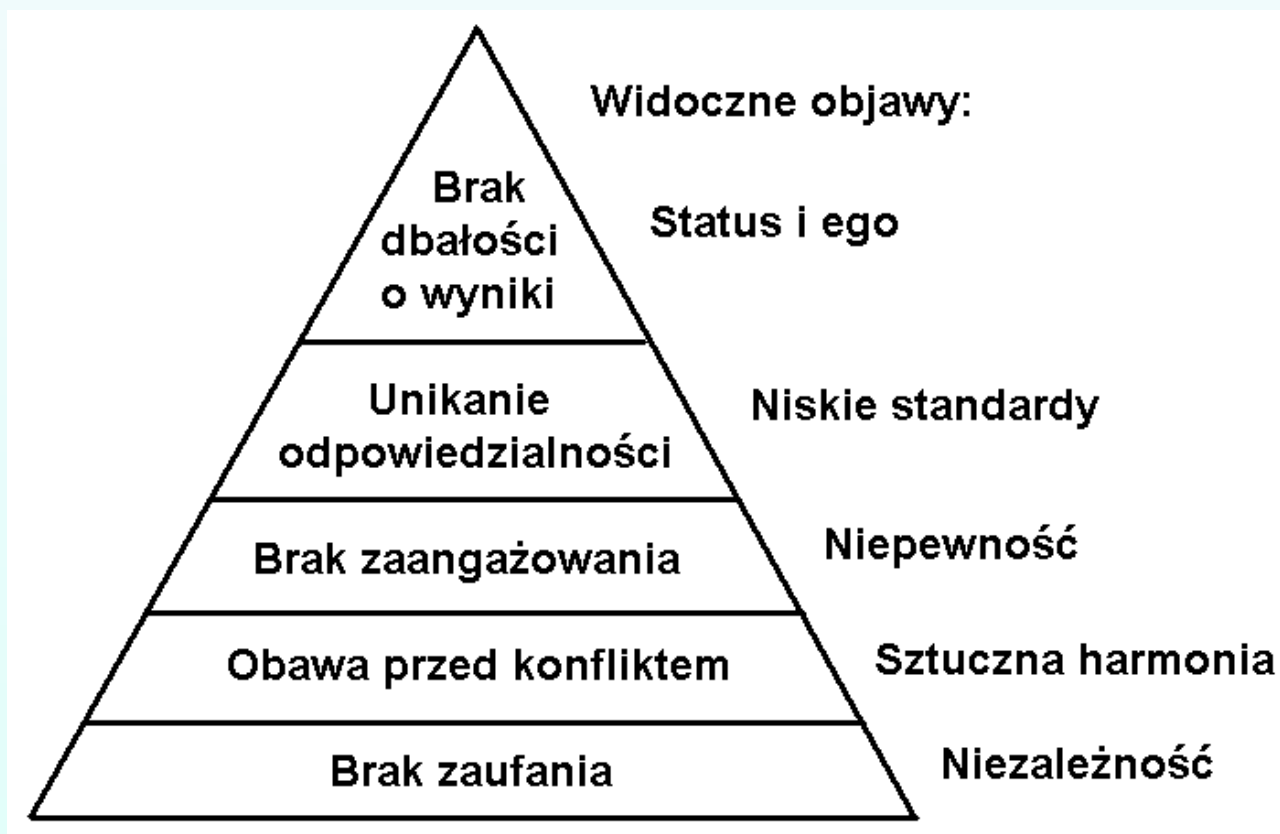 Widoczne objawy:
Brak
dbałości
o wyniki
Status i ego
Unikanie
odpowiedzialności
Niskie standardy
Brak zaangażowania
Niepewność
Obawa przed konfliktem
Sztuczna harmonia
Brak zaufania
Niezależność